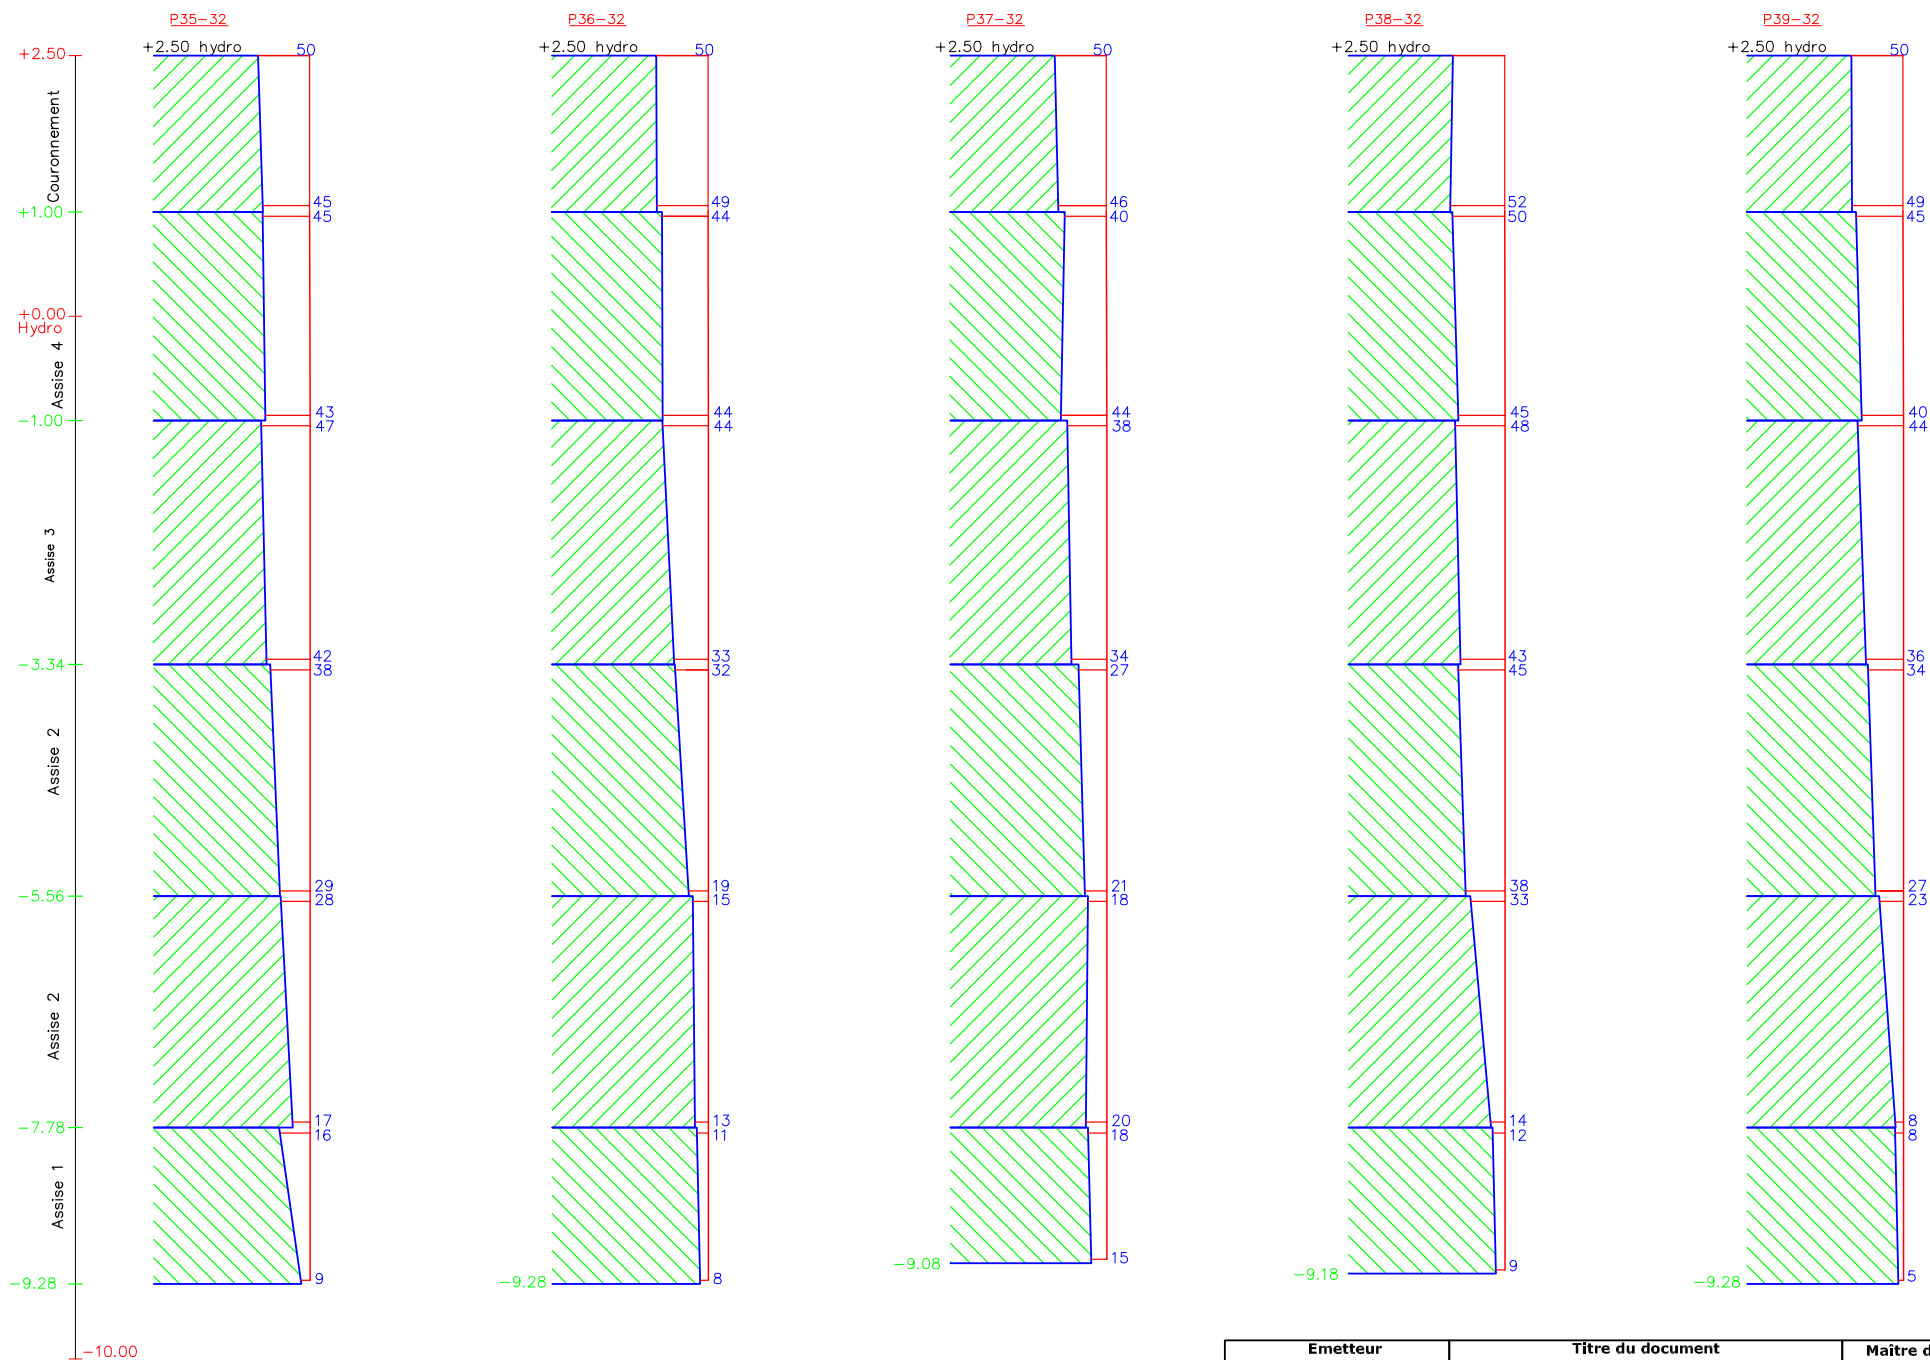 P35-32 P36-32 P37-32 P38-32 P39-32
+2.50 hydro 50 +2.50 hydro 50 +2.50 hydro 50 +2.50 hydro +2.50 hydro 50
+2.50
Couronnement
45 49 46 52 49
+1.00
45 44 40 50 45
+0.00
Hydro
Assise 4
43 44 44 45 40
-1.00
47 44 38 48 44
Assise 3
42 33 34 43 36
-3.34
38 32 27 45 34
Assise 2
29 19 21 38 27
-5.56
28 15 18 33 23
Assise 2
17 13 20 14 8
-7.78
16 11 18 12 8
Assise 1
9 8 15 9 5
-9.28 -9.28 -9.08 -9.18 -9.28
-10.00
Emetteur Titre du document Maître d